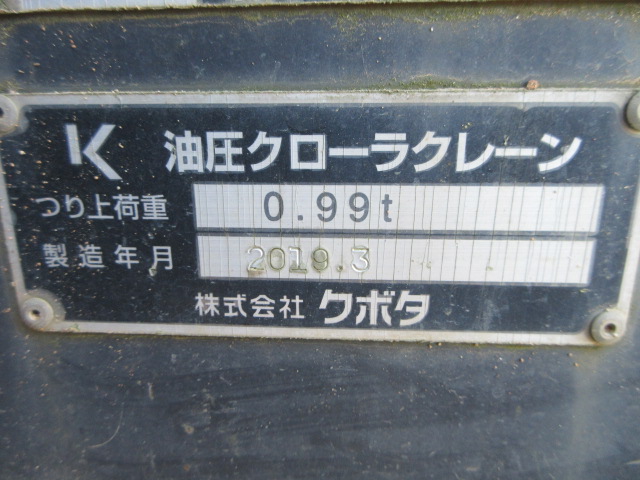 K 油圧クローラクレーン
つり上荷重 0.99t
製造年月 2019.3
株式会社 クボタ